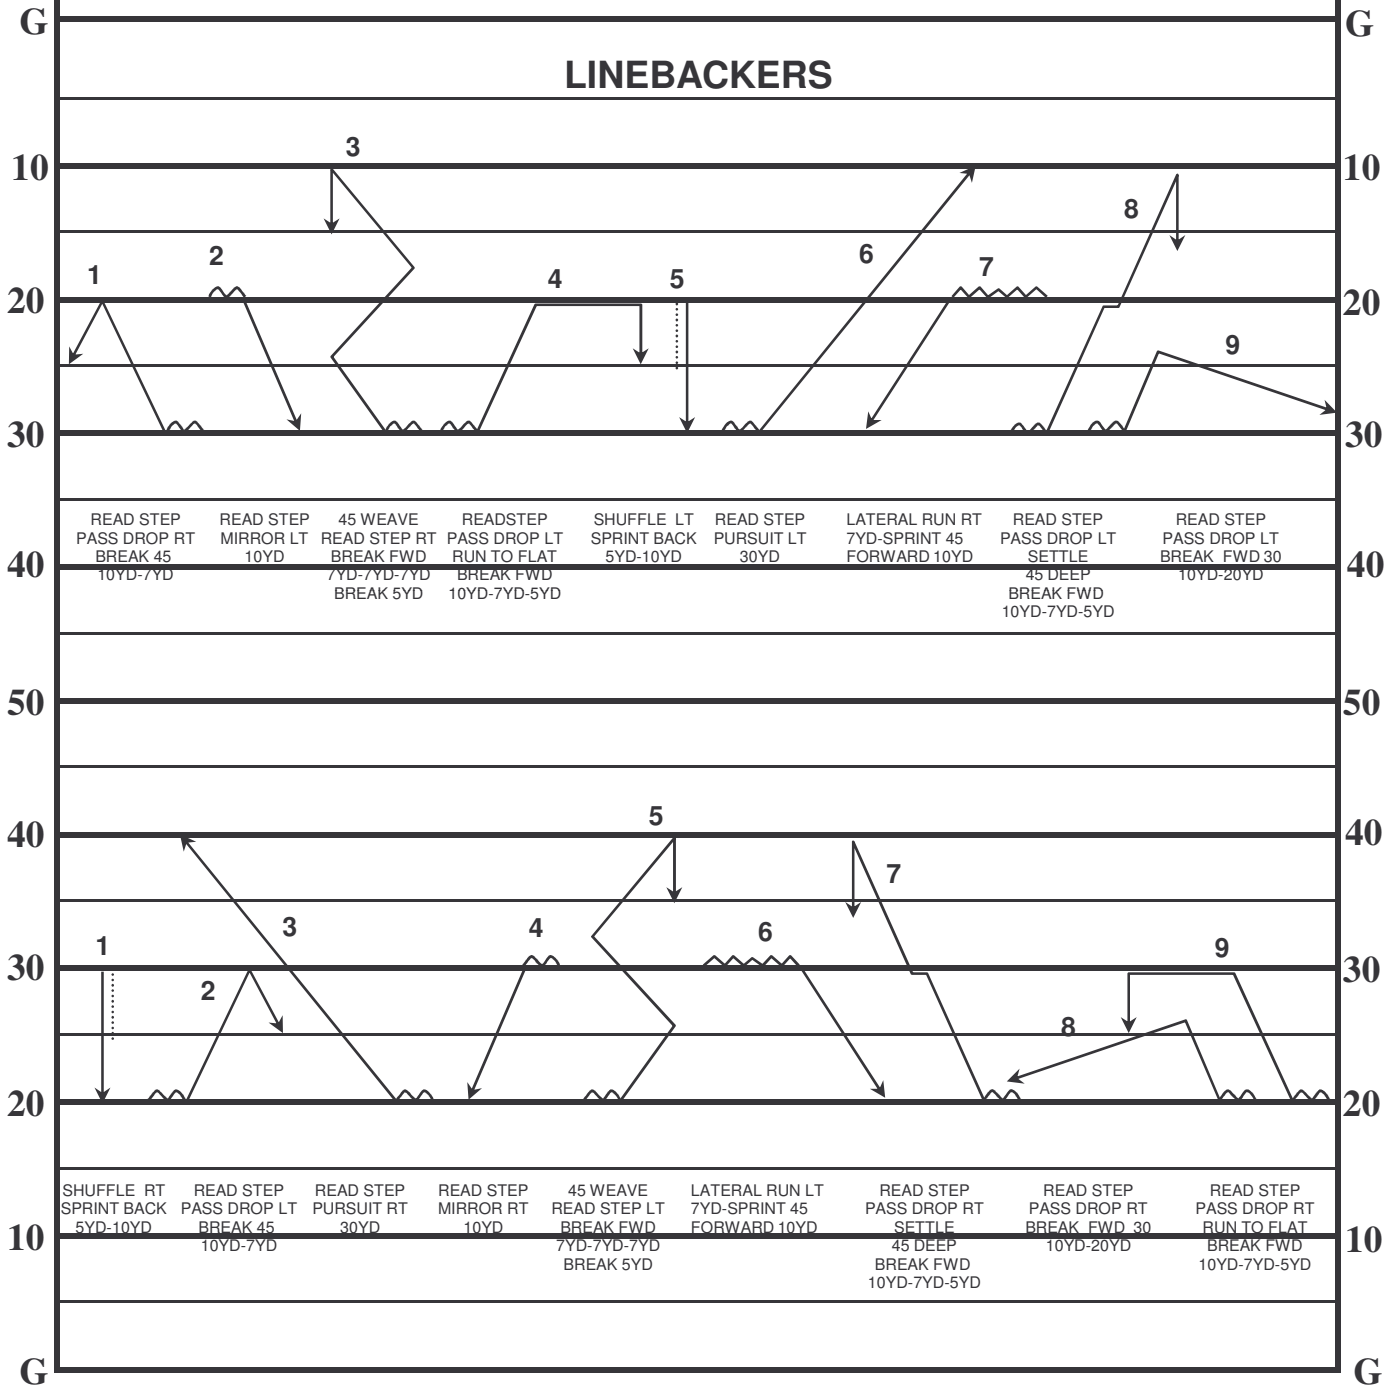 G G
LINEBACKERS
3
10 10
8
2 6
1 4 5 7
20 20
9
30 30
READ STEP
PASS DROP RT
BREAK 45
10YD-7YD
READ STEP
MIRROR LT
10YD
45 WEAVE
READ STEP RT
BREAK FWD
7YD-7YD-7YD
BREAK 5YD
READSTEP
PASS DROP LT
RUN TO FLAT
BREAK FWD
10YD-7YD-5YD
SHUFFLE LT
SPRINT BACK
5YD-10YD
READ STEP
PURSUIT LT
30YD
LATERAL RUN RT
7YD-SPRINT 45
FORWARD 10YD
READ STEP
PASS DROP LT
SETTLE
45 DEEP
BREAK FWD
10YD-7YD-5YD
READ STEP
PASS DROP LT
BREAK FWD 30
10YD-20YD
40 40
50 50
5
40 40
7
3 4 6
1 9
30 30
2
8
20 20
SHUFFLE RT
SPRINT BACK
5YD-10YD
READ STEP
PASS DROP LT
BREAK 45
10YD-7YD
READ STEP
PURSUIT RT
30YD
READ STEP
MIRROR RT
10YD
45 WEAVE
READ STEP LT
BREAK FWD
7YD-7YD-7YD
BREAK 5YD
LATERAL RUN LT
7YD-SPRINT 45
FORWARD 10YD
READ STEP
PASS DROP RT
SETTLE
45 DEEP
BREAK FWD
10YD-7YD-5YD
READ STEP
PASS DROP RT
BREAK FWD 30
10YD-20YD
READ STEP
PASS DROP RT
RUN TO FLAT
BREAK FWD
10YD-7YD-5YD
10 10
G G